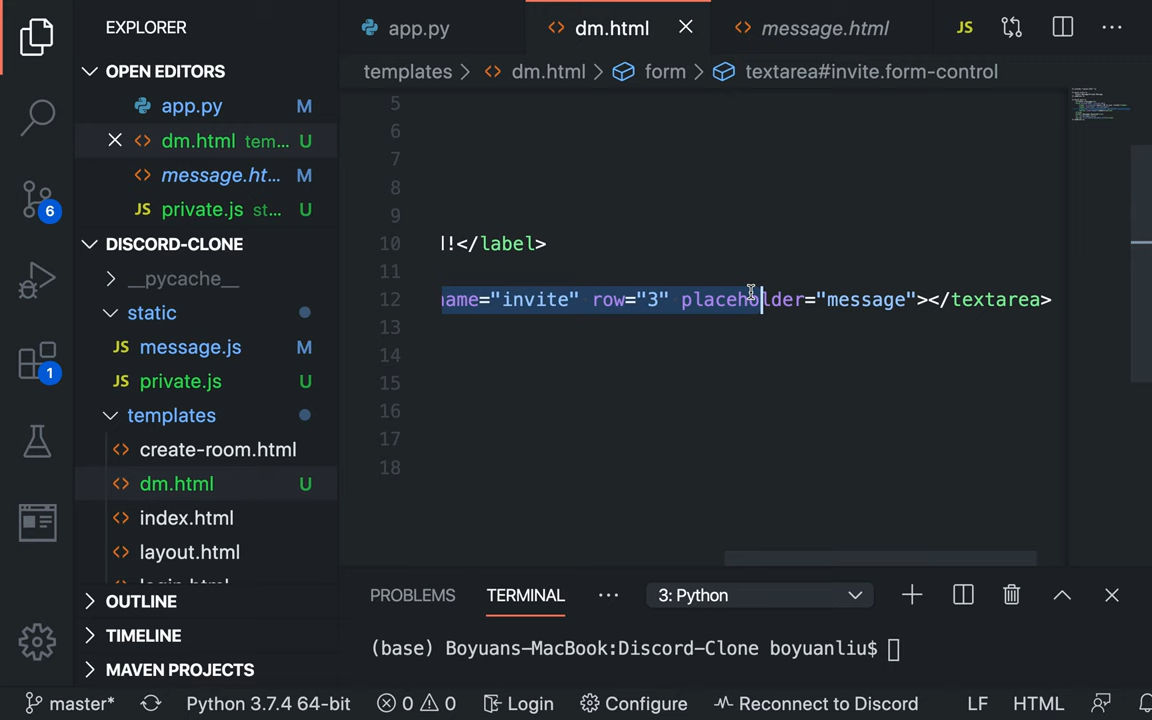 EXPLORER
app.py
dm.html
message.html
JS
OPEN EDITORS
templates
dm.html
form
textarea#invite.form-control
app.py M
dm.html tem... U
message.ht... M
JS private.js st... U
DISCORD-CLONE
__pycache__
static
JS message.js M
JS private.js U
templates
create-room.html
dm.html U
index.html
layout.html
OUTLINE
TIMELINE
MAVEN PROJECTS
5
6
7
8
9
10 !</label>
11
12 name="invite" row="3" placeholder="message"></textarea>
13
14
15
16
17
18
6
1
PROBLEMS TERMINAL ... 3: Python
(base) Boyuans-MacBook:Discord-Clone boyuanliu$
master* Python 3.7.4 64-bit 0 0 Login Configure Reconnect to Discord LF HTML